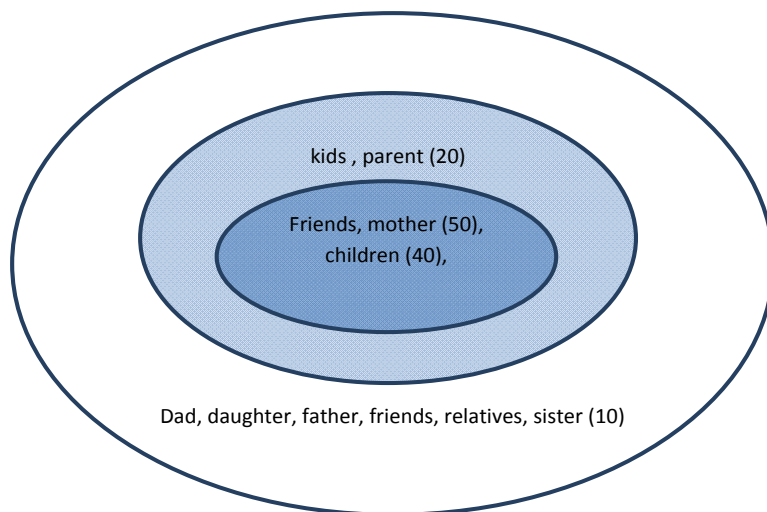 kids , parent (20)
Friends, mother (50),
children (40),
Dad, daughter, father, friends, relatives, sister (10)